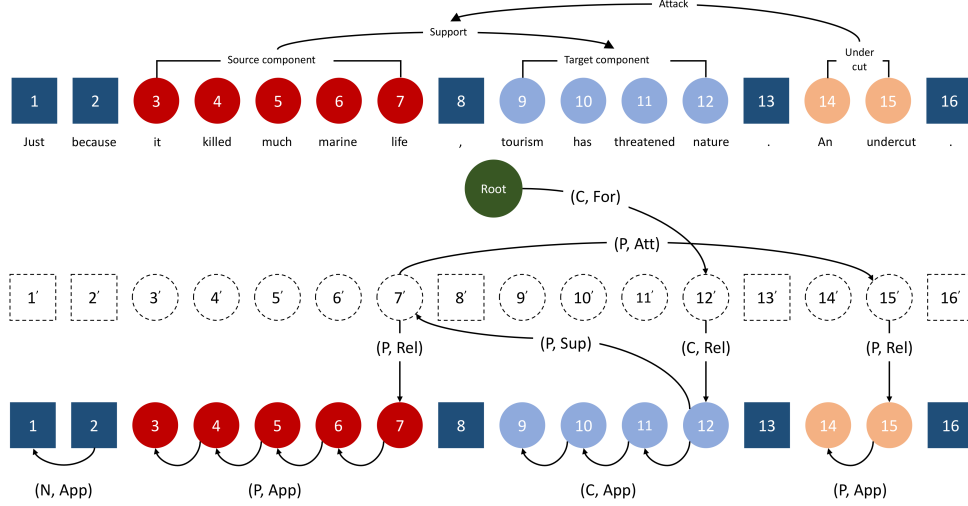 Attack
Support
Source component
Target component
Under
cut
1 2 3 4 5 6 7 8 9 10 11 12 13 14 15 16
Just because it killed much marine life , tourism has threatened nature . An undercut .
Root
(C, For)
(P, Att)
1′ 2′ 3′ 4′ 5′ 6′ 7′ 8′ 9′ 10′ 11′ 12′ 13′ 14′ 15′ 16′
(P, Rel) (P, Sup) (C, Rel) (P, Rel)
1 2 3 4 5 6 7 8 9 10 11 12 13 14 15 16
(N, App) (P, App) (C, App) (P, App)